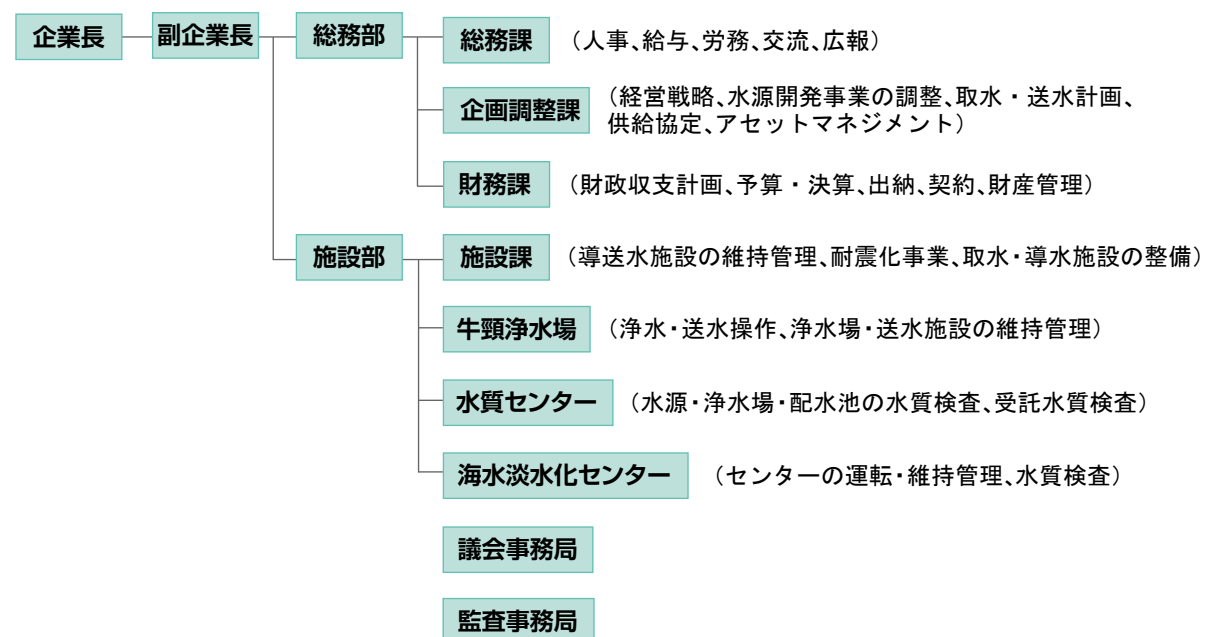 企業長 副企業長 総務部 総務課 （人事、給与、労務、交流、広報）
企画調整課 （経営戦略、水源開発事業の調整、取水・送水計画、
供給協定、アセットマネジメント）
財務課 （財政収支計画、予算・決算、出納、契約、財産管理）
施設部 施設課 （導送水施設の維持管理、耐震化事業、取水・導水施設の整備）
牛頸浄水場 （浄水・送水操作、浄水場・送水施設の維持管理）
水質センター （水源・浄水場・配水池の水質検査、受託水質検査）
海水淡水化センター （センターの運転・維持管理、水質検査）
議会事務局
監査事務局